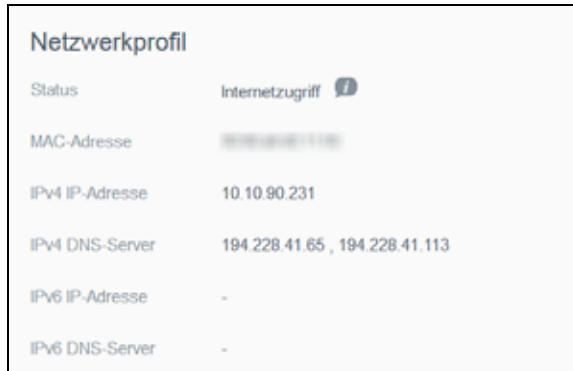 Netzwerkprofil
Status Internetzugriff
MAC-Adresse
IPv4 IP-Adresse 10.10.90.231
IPv4 DNS-Server 194.228.41.65 , 194.228.41.113
IPv6 IP-Adresse -
IPv6 DNS-Server -